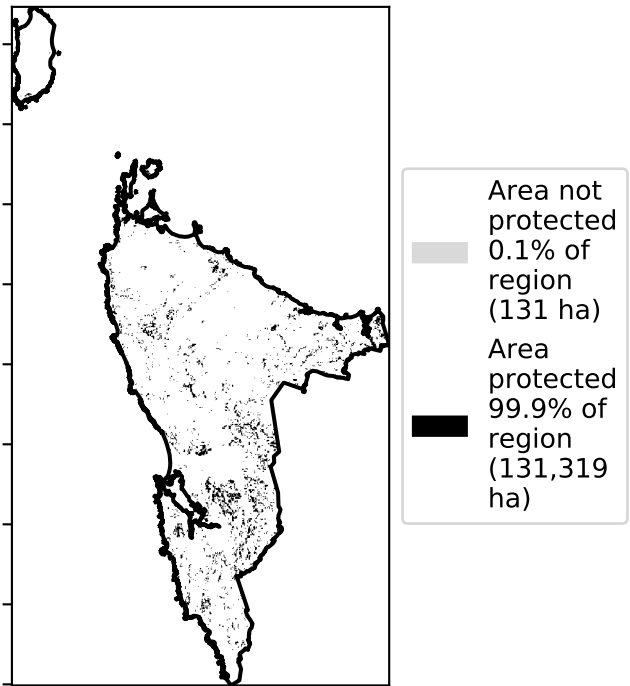 Area not
protected
0.1% of
region
(131 ha)
Area
protected
99.9% of
region
(131,319
ha)